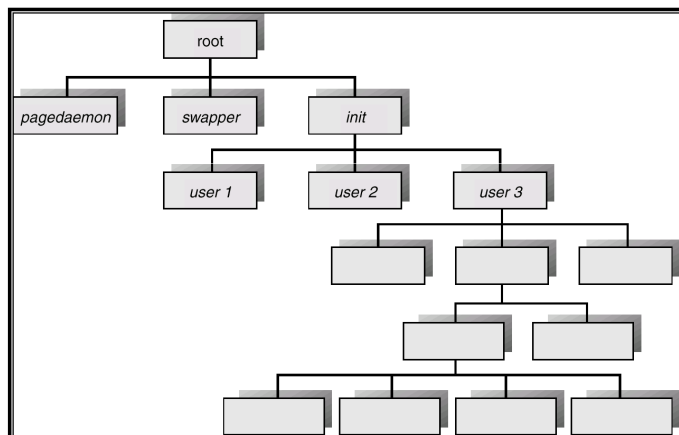 root
pagedaemon swapper init
user 1 user 2 user 3